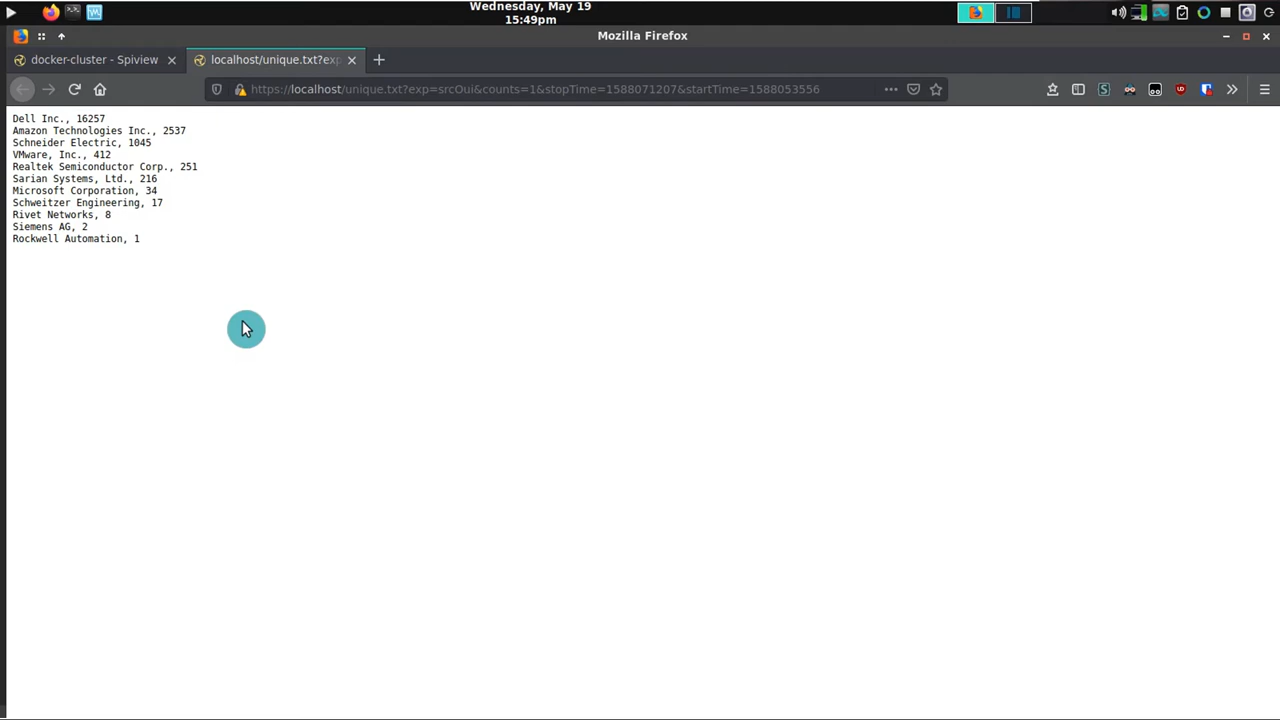 Wednesday, May 19
15:49pm
Mozilla Firefox
docker-cluster - Spiview
localhost/unique.txt?exp
https://localhost/unique.txt?exp=srcOui&counts=1&stopTime=1588071207&startTime=1588053556
Dell Inc., 16257
Amazon Technologies Inc., 2537
Schneider Electric, 1045
VMware, Inc., 412
Realtek Semiconductor Corp., 251
Sarian Systems, Ltd., 216
Microsoft Corporation, 34
Schweitzer Engineering, 17
Rivet Networks, 8
Siemens AG, 2
Rockwell Automation, 1